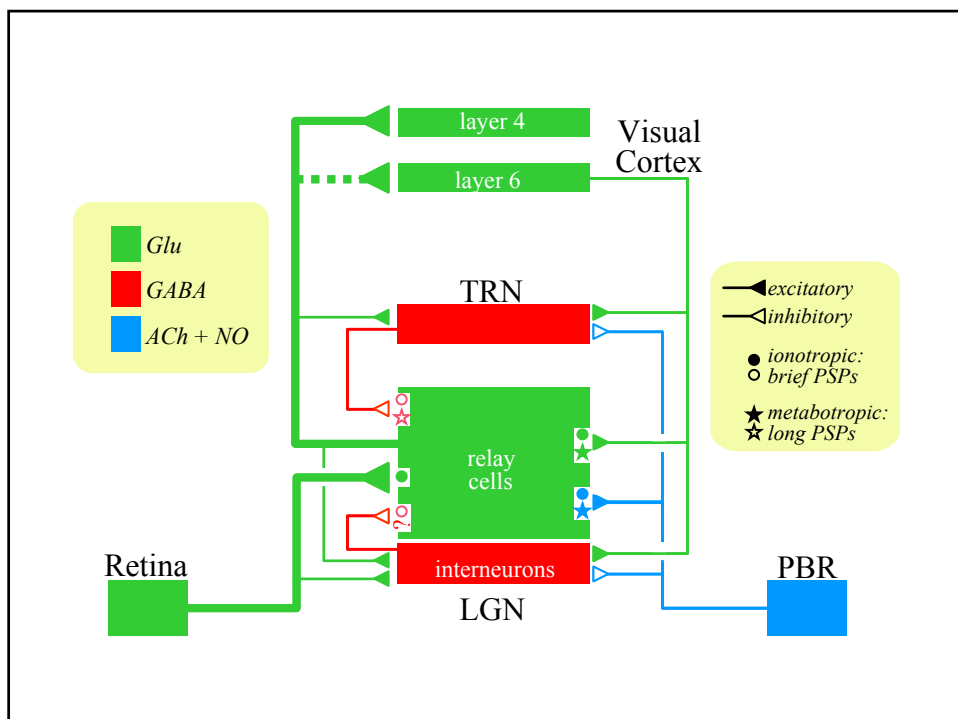 layer 4
Visual
Cortex
layer 6
Glu
GABA
ACh + NO
TRN
excitatory
inhibitory
ionotropic:
brief PSPs
metabotropic:
long PSPs
relay
cells
?
interneurons
Retina
LGN
PBR